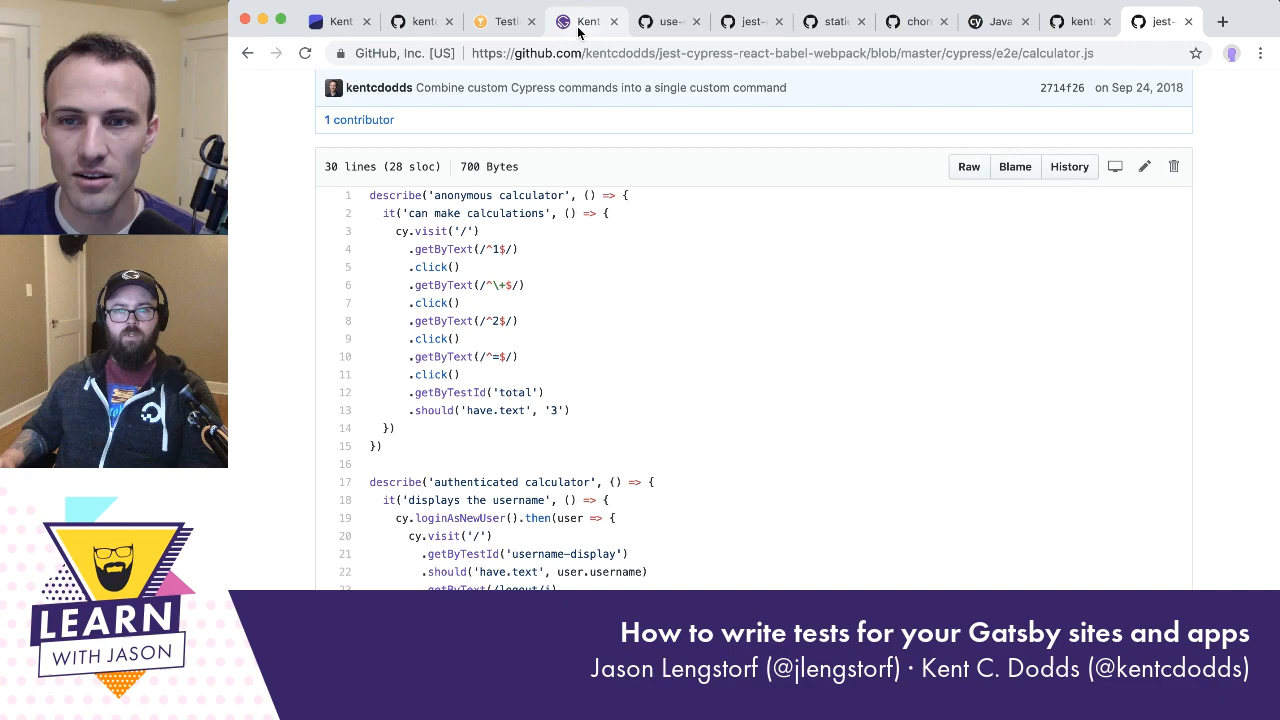 Kent
kentc
Testi
Kent
use-
jest-
static
chor
cy Java
kentc
jest-
GitHub, Inc. [US] https://github.com/kentcdodds/jest-cypress-react-babel-webpack/blob/master/cypress/e2e/calculator.js
kentcdodds Combine custom Cypress commands into a single custom command 2714f26 on Sep 24, 2018
1 contributor
30 lines (28 sloc) 700 Bytes Raw Blame History
1 describe('anonymous calculator', () => {
2 it('can make calculations', () => {
3 cy.visit('/')
4 .getByText(/^1$/)
5 .click()
6 .getByText(/^\+$/)
7 .click()
8 .getByText(/^2$/)
9 .click()
10 .getByText(/^=$/)
11 .click()
12 .getByTestId('total')
13 .should('have.text', '3')
14 })
15 })
16
17 describe('authenticated calculator', () => {
18 it('displays the username', () => {
19 cy.loginAsNewUser().then(user => {
20 cy.visit('/')
21 .getByTestId('username-display')
22 .should('have.text', user.username)
23 .getByText(/logout/i)
LEARN
WITH JASON
How to write tests for your Gatsby sites and apps
Jason Lengstorf (@jlengstorf) · Kent C. Dodds (@kentcdodds)